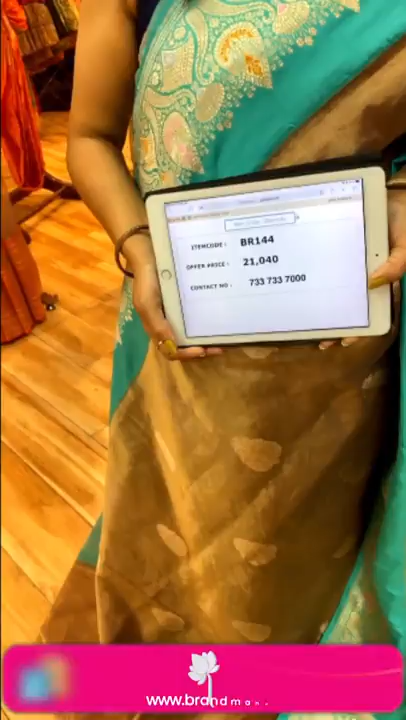 ITEMCODE : BR144
OFFER PRICE : 21,040
CONTACT NO : 733 733 7000